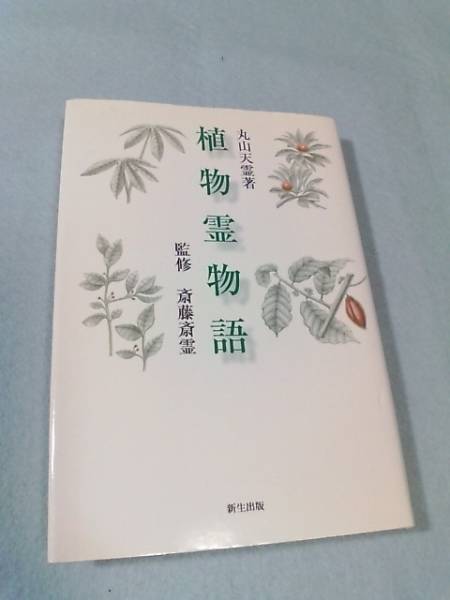 丸山天霊著
植物霊物語
監修 斎藤斎霊
新生出版